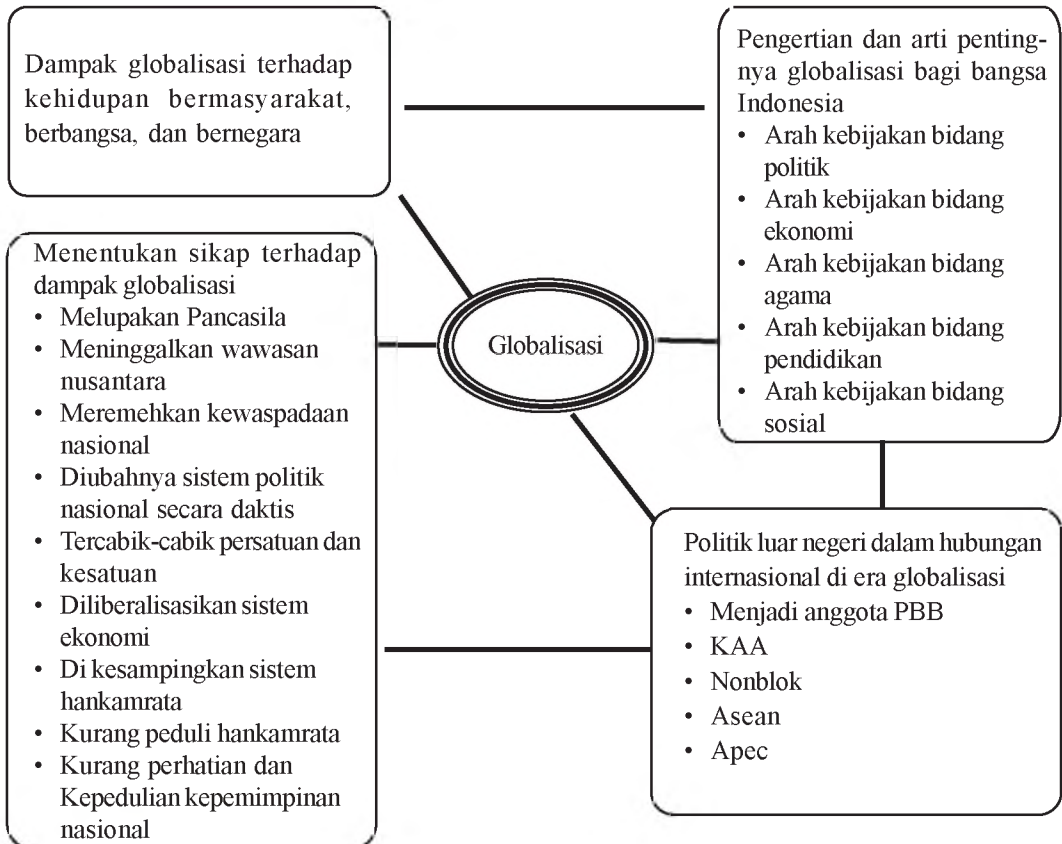 Dampak globalisasi terhadap
kehidupan bermasyarakat,
berbangsa, dan bernegara
Pengertian dan arti penting-
nya globalisasi bagi bangsa
Indonesia
• Arah kebijakan bidang
politik
• Arah kebijakan bidang
ekonomi
• Arah kebijakan bidang
agama
• Arah kebijakan bidang
pendidikan
• Arah kebijakan bidang
sosial
Globalisasi
Menentukan sikap terhadap
dampak globalisasi
• Melupakan Pancasila
• Meninggalkan wawasan
nusantara
• Meremehkan kewaspadaan
nasional
• Diubahnya sistem politik
nasional secara daktis
• Tercabik-cabik persatuan dan
kesatuan
• Diliberalisasikan sistem
ekonomi
• Di kesampingkan sistem
hankamrata
• Kurang peduli hankamrata
• Kurang perhatian dan
Kepedulian kepemimpinan
nasional
Politik luar negeri dalam hubungan
internasional di era globalisasi
• Menjadi anggota PBB
• KAA
• Nonblok
• Asean
• Apec